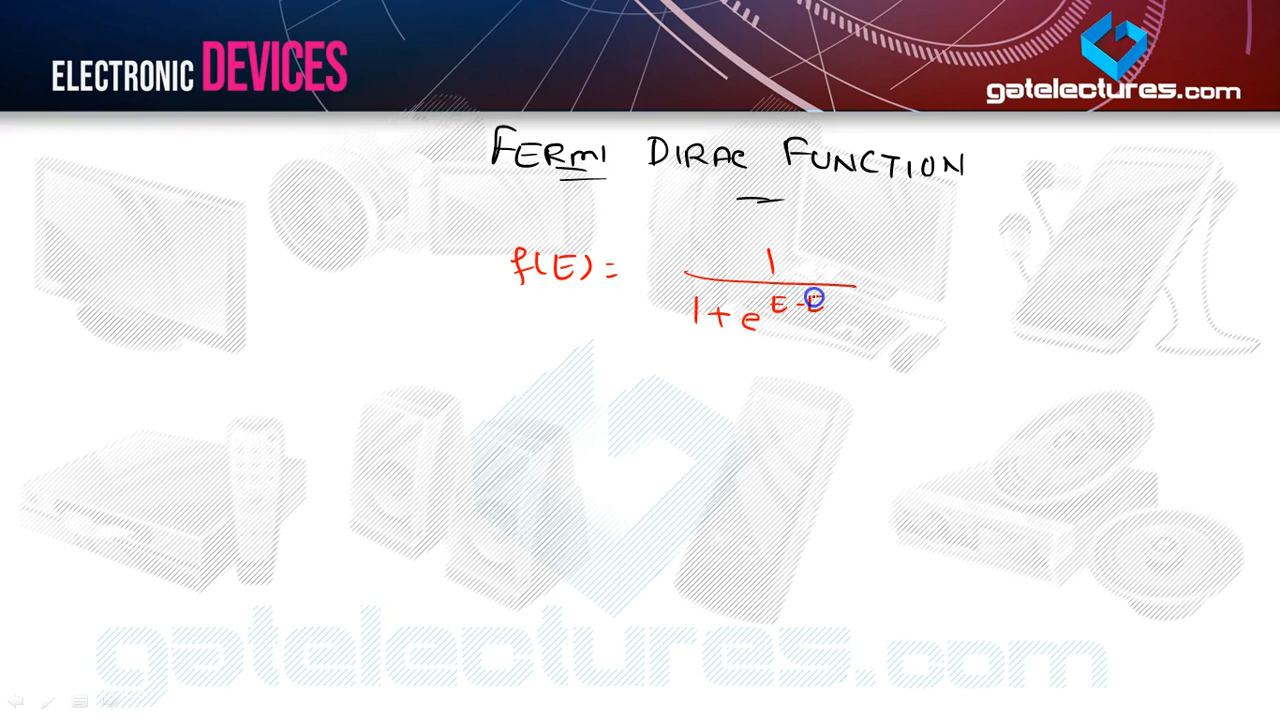 ELECTRONIC DEVICES
gatelectures.com
FERMI DIRAC FUNCTION
f(E) = 1
1 + e E - E
gatelectures.com